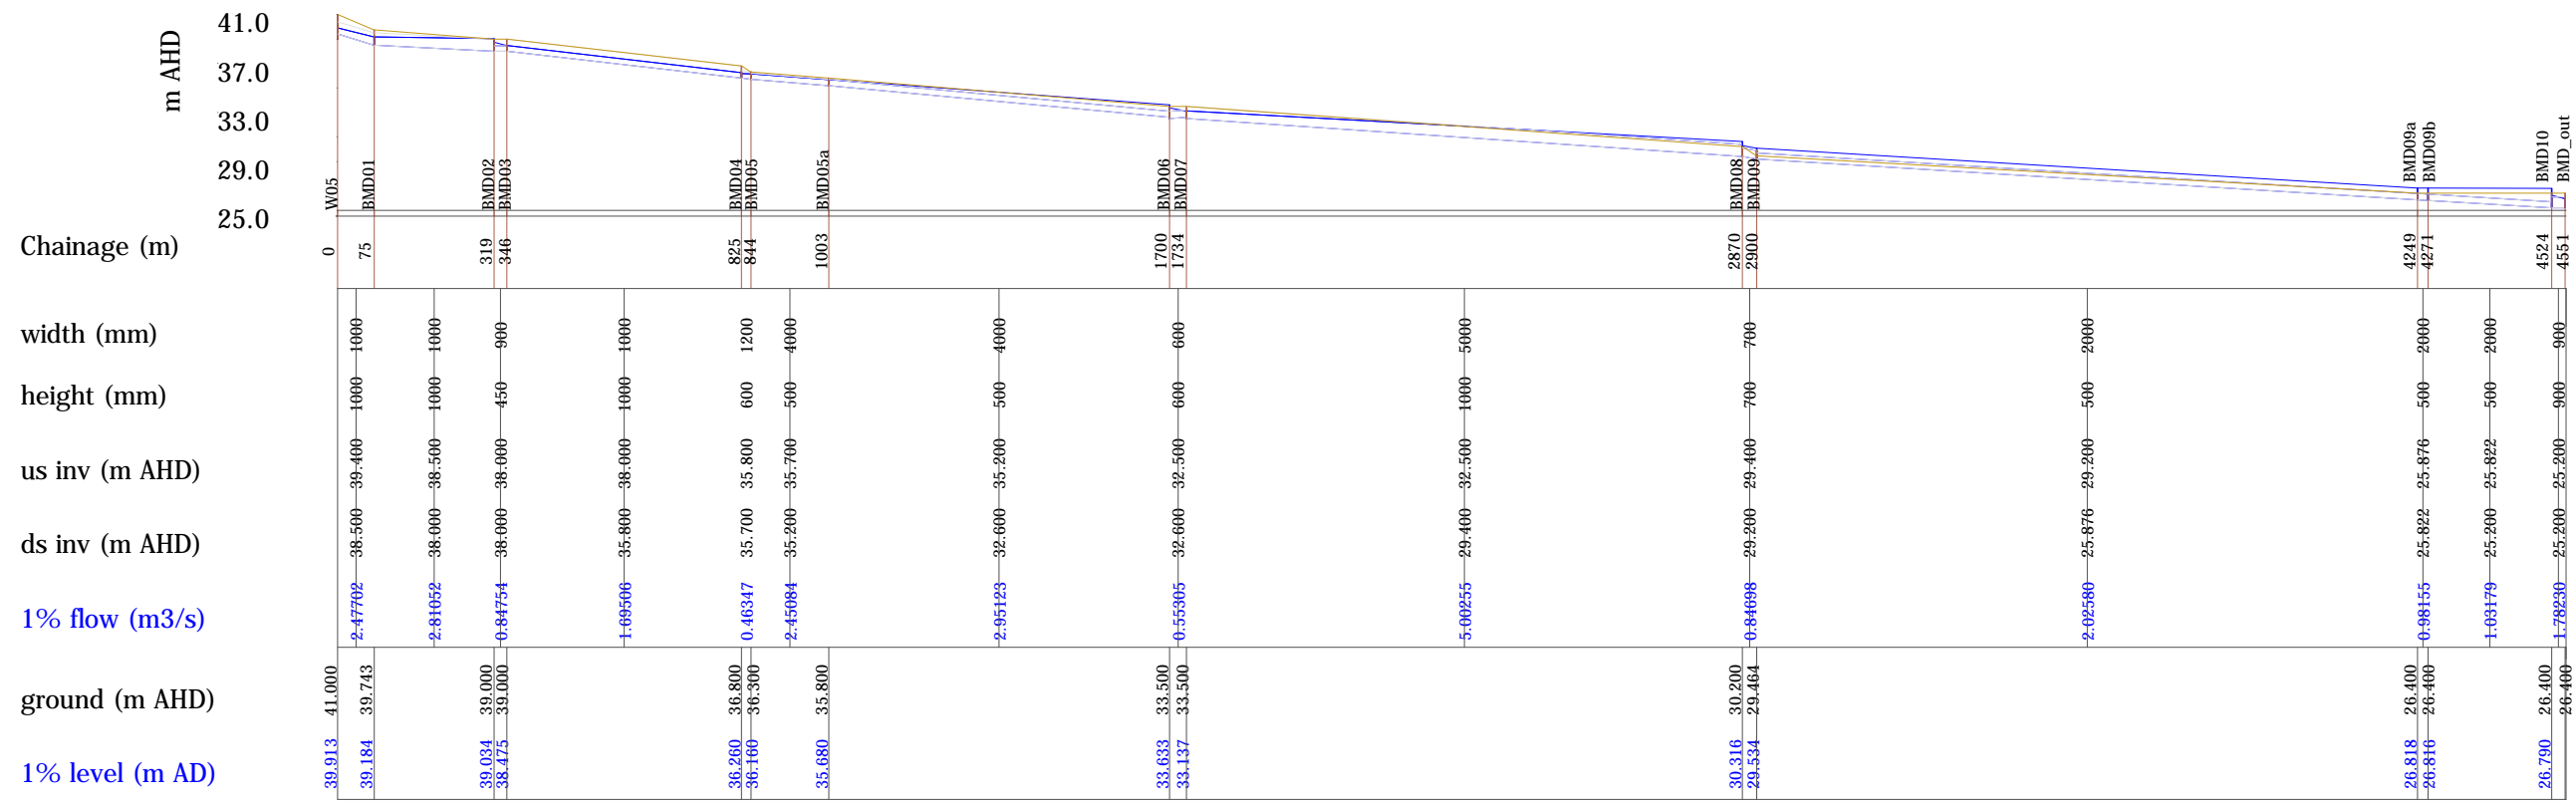 m AHD
41.0
37.0
33.0
29.0
25.0
W05 BMD01 BMD02 BMD03 BMD04 BMD05 BMD05a BMD06 BMD07 BMD08 BMD09 BMD09a BMD09b BMD10 BMD_out
Chainage (m) 0 75 319 346 825 844 1003 1700 1734 2870 2900 4249 4271 4524 4551
width (mm) 1000 1000 900 1000 1200 4000 4000 600 5000 700 2000 2000 2000 900
height (mm) 1000 1000 450 1000 600 500 500 600 1000 700 500 500 500 900
us inv (m AHD) 39.400 38.500 38.000 38.000 35.800 35.700 35.200 32.500 32.500 29.400 29.200 25.876 25.822 25.200
ds inv (m AHD) 38.500 38.000 38.000 35.800 35.700 35.200 32.600 32.600 29.400 29.200 25.876 25.822 25.200 25.200
1% flow (m3/s) 2.47702 2.81052 0.84754 1.69506 0.46347 2.45084 2.95123 0.55305 5.00255 0.84698 2.02580 0.98155 1.03179 1.78230
ground (m AHD) 41.000 39.743 39.000 39.000 36.800 36.300 35.800 33.500 33.500 30.200 29.464 26.400 26.400 26.400 26.400
1% level (m AD) 39.913 39.184 39.034 38.475 36.260 36.160 35.680 33.633 33.137 30.316 29.534 26.818 26.816 26.790